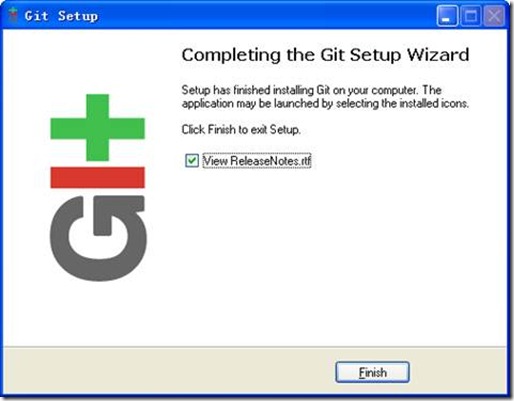 Git Setup
Completing the Git Setup Wizard
Setup has finished installing Git on your computer. The
application may be launched by selecting the installed icons.
Click Finish to exit Setup.
View ReleaseNotes.rtf
Git
Finish